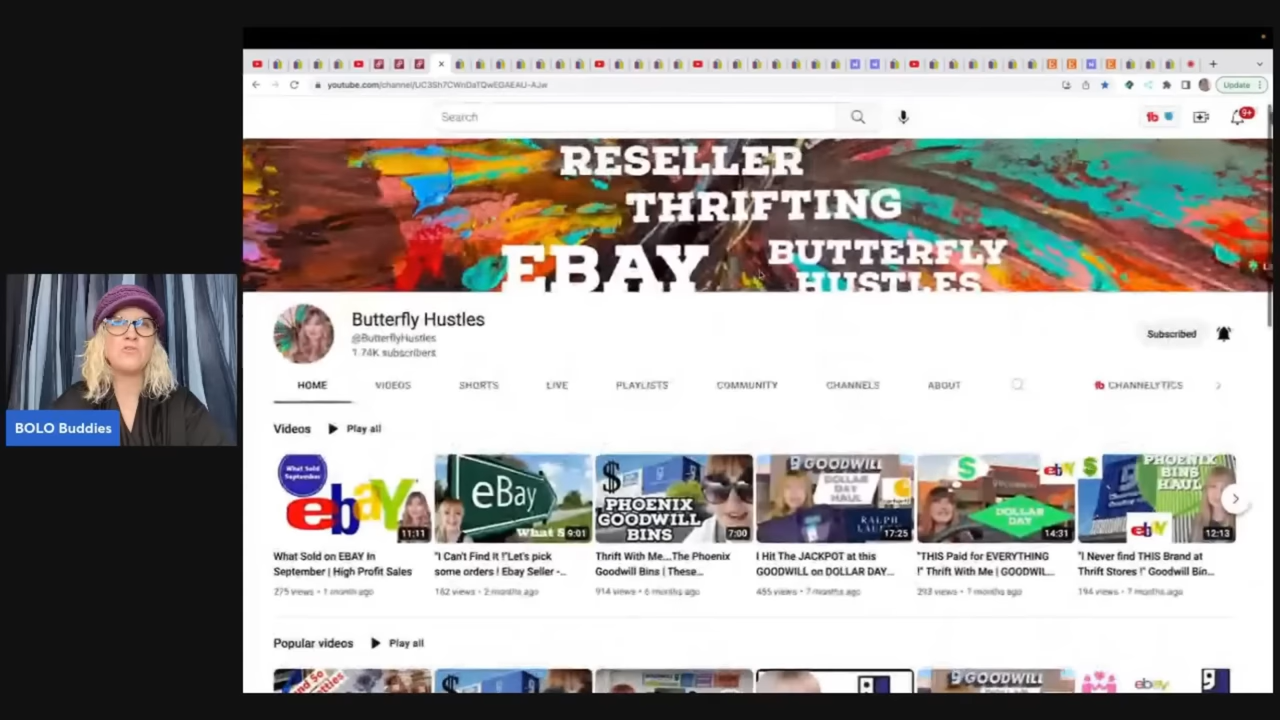 youtube.com/channel/UC3Sh7CWnDaTQwEDAEAU-AJw
Update
Search
9+
RESELLER
THRIFTING
EBAY
BUTTERFLY
HUSTLES
Butterfly Hustles
@ButterflyHustles
1.74K subscribers
Subscribed
HOME VIDEOS SHORTS LIVE PLAYLISTS COMMUNITY CHANNELS ABOUT CHANNELYTICS
BOLO Buddies
Videos Play all
What Sold
September
ebay
11:11
eBay
What S
9:01
$
PHOENIX
GOODWILL
BINS
7:00
GOODWILL
DOLLAR
DAY
HAUL
RALPH
17:25
$
ebay
DOLLAR
DAY
14:31
$
PHOENIX
BINS
HAUL
ebay
12:13
What Sold on EBAY In
September | High Profit Sales
275 views • 1 month ago
"I Can't Find It !"Let's pick
some orders ! Ebay Seller -...
162 views • 2 months ago
Thrift With Me...The Phoenix
Goodwill Bins | These...
914 views • 6 months ago
I Hit The JACKPOT at this
GOODWILL on DOLLAR DAY...
455 views • 7 months ago
"THIS Paid for EVERYTHING
!" Thrift With Me | GOODWIL...
293 views • 7 months ago
"I Never find THIS Brand at
Thrift Stores !" Goodwill Bin...
194 views • 7 months ago
Popular videos Play all
GOODWILL
ebay